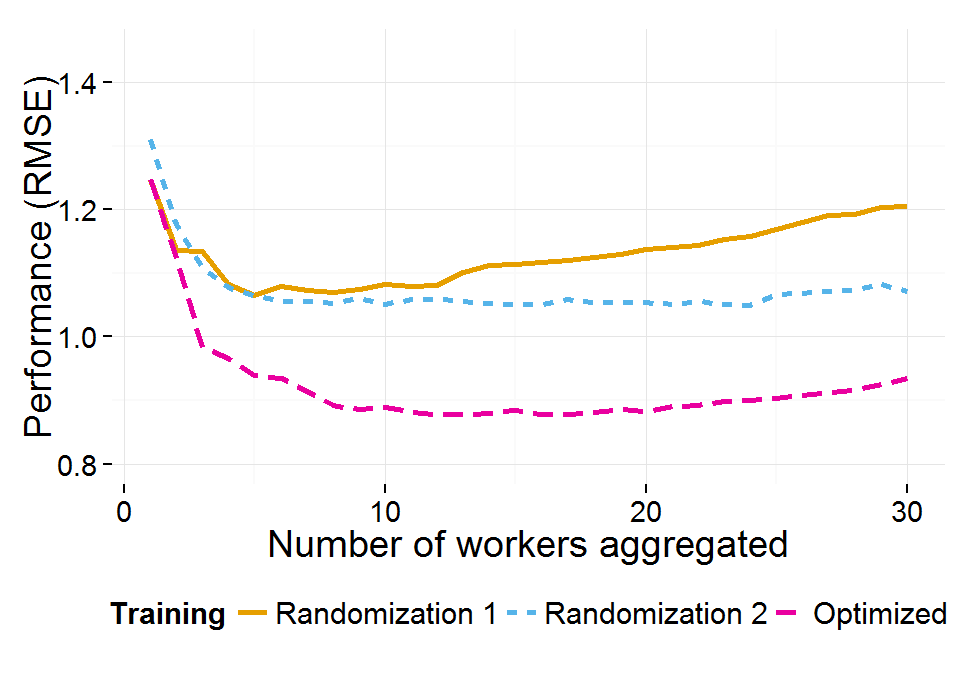 Performance (RMSE)
1.4
1.2
1.0
0.8
0 10 20 30
Number of workers aggregated
Training Randomization 1 Randomization 2 Optimized